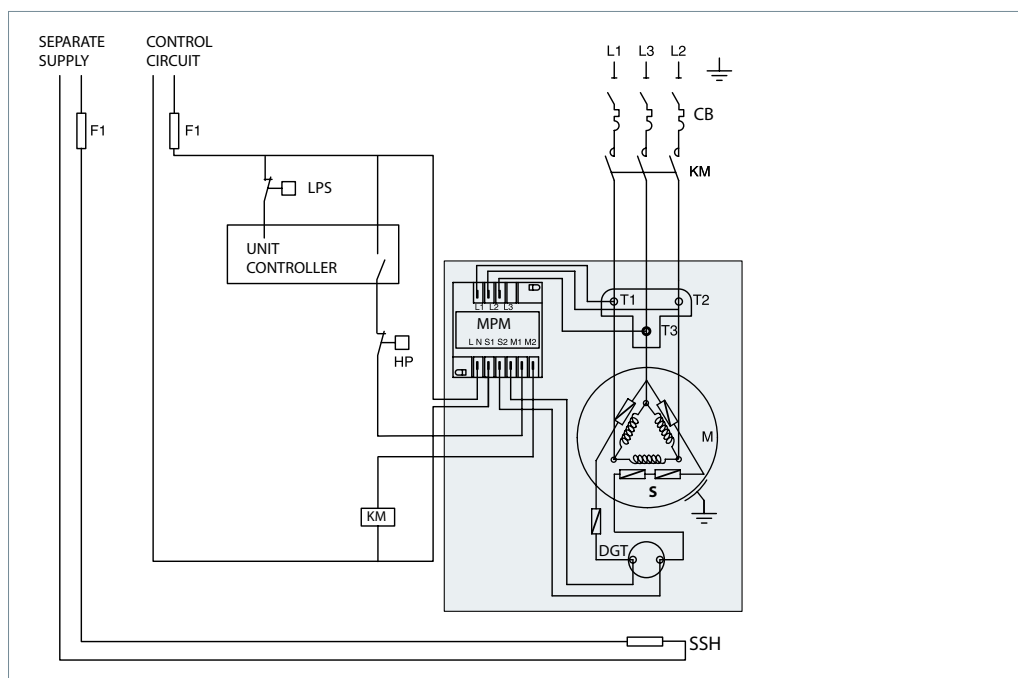 SEPARATE
SUPPLY
CONTROL
CIRCUIT
L1 L3 L2
F1
F1
CB
KM
LPS
UNIT
CONTROLLER
HP
L1 L2 L3
MPM
L N S1 S2 M1 M2
T1
T2
T3
M
S
KM
DGT
SSH